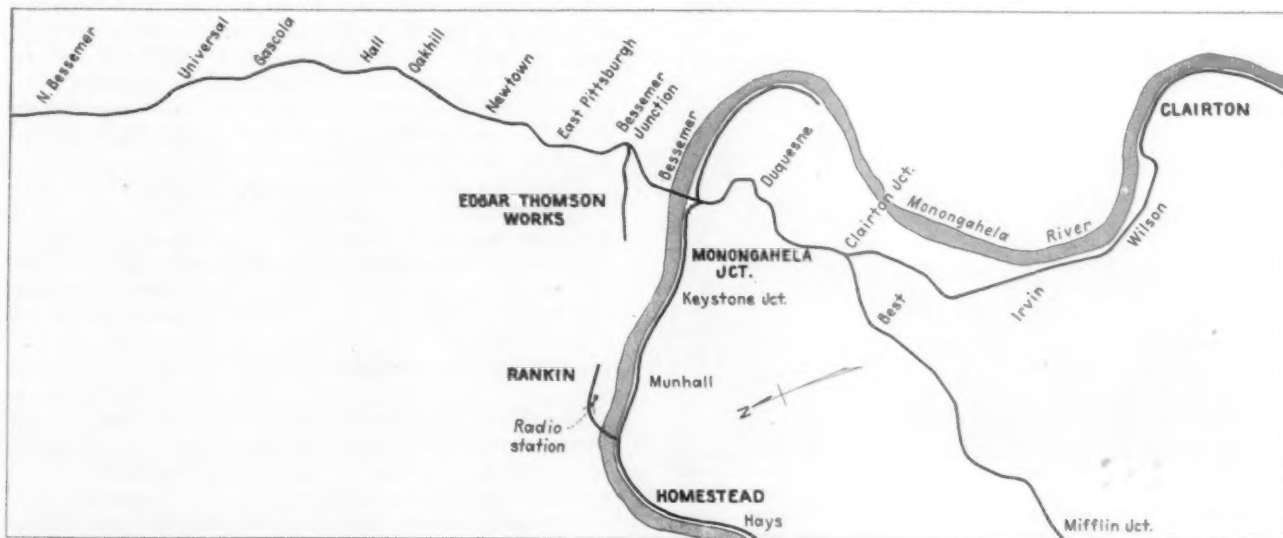 N. Bessemer
Universal
Gascola
Hall
Oakhill
Newtown
East Pittsburgh
Bessemer
Junction
Bessemer
Duquesne
Clairton Jct.
Monongahela
River
Wilson
CLAIRTON
EDGAR THOMSON
WORKS
MONONGAHELA
JCT.
Keystone Jct.
Best
Irvin
RANKIN
Munhall
N
Radio
station
HOMESTEAD
Hays
Mifflin Jct.